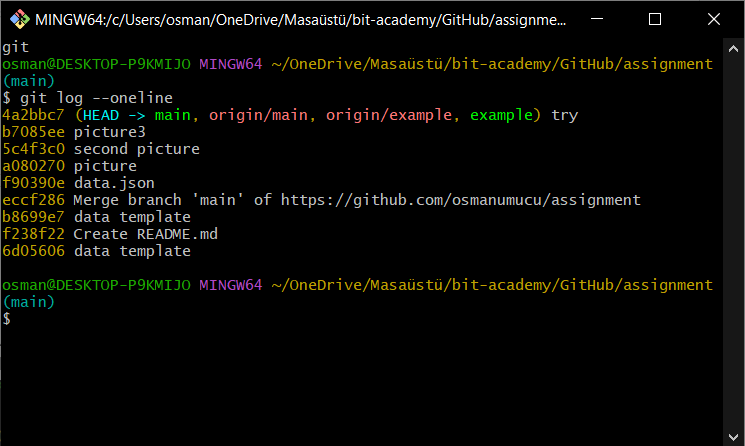 MINGW64:/c/Users/osman/OneDrive/Masaüstü/bit-academy/GitHub/assignme...
git
osman@DESKTOP-P9KMIJO MINGW64 ~/OneDrive/Masaüstü/bit-academy/GitHub/assignment
(main)
$ git log --oneline
4a2bbc7 (HEAD -> main, origin/main, origin/example, example) try
b7085ee picture3
5c4f3c0 second picture
a080270 picture
f90390e data.json
eccf286 Merge branch 'main' of https://github.com/osmanumucu/assignment
b8699e7 data template
f238f22 Create README.md
6d05606 data template
osman@DESKTOP-P9KMIJO MINGW64 ~/OneDrive/Masaüstü/bit-academy/GitHub/assignment
(main)
$